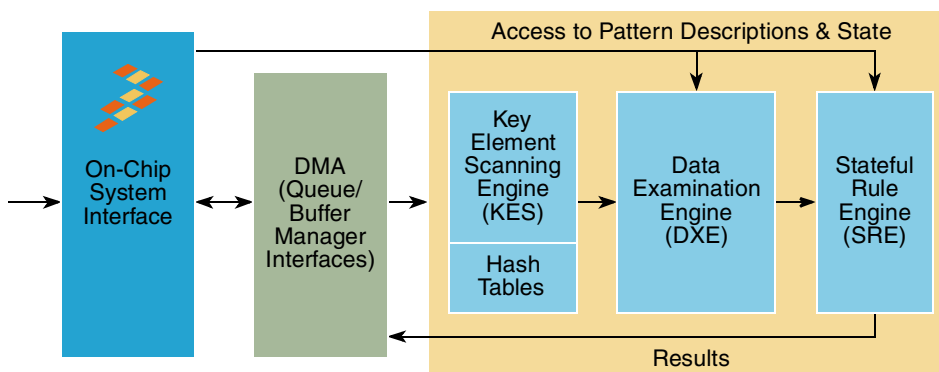 Access to Pattern Descriptions & State
On-Chip
System
Interface
DMA
(Queue/
Buffer
Manager
Interfaces)
Key
Element
Scanning
Engine
(KES)
Hash
Tables
Data
Examination
Engine
(DXE)
Stateful
Rule
Engine
(SRE)
Results